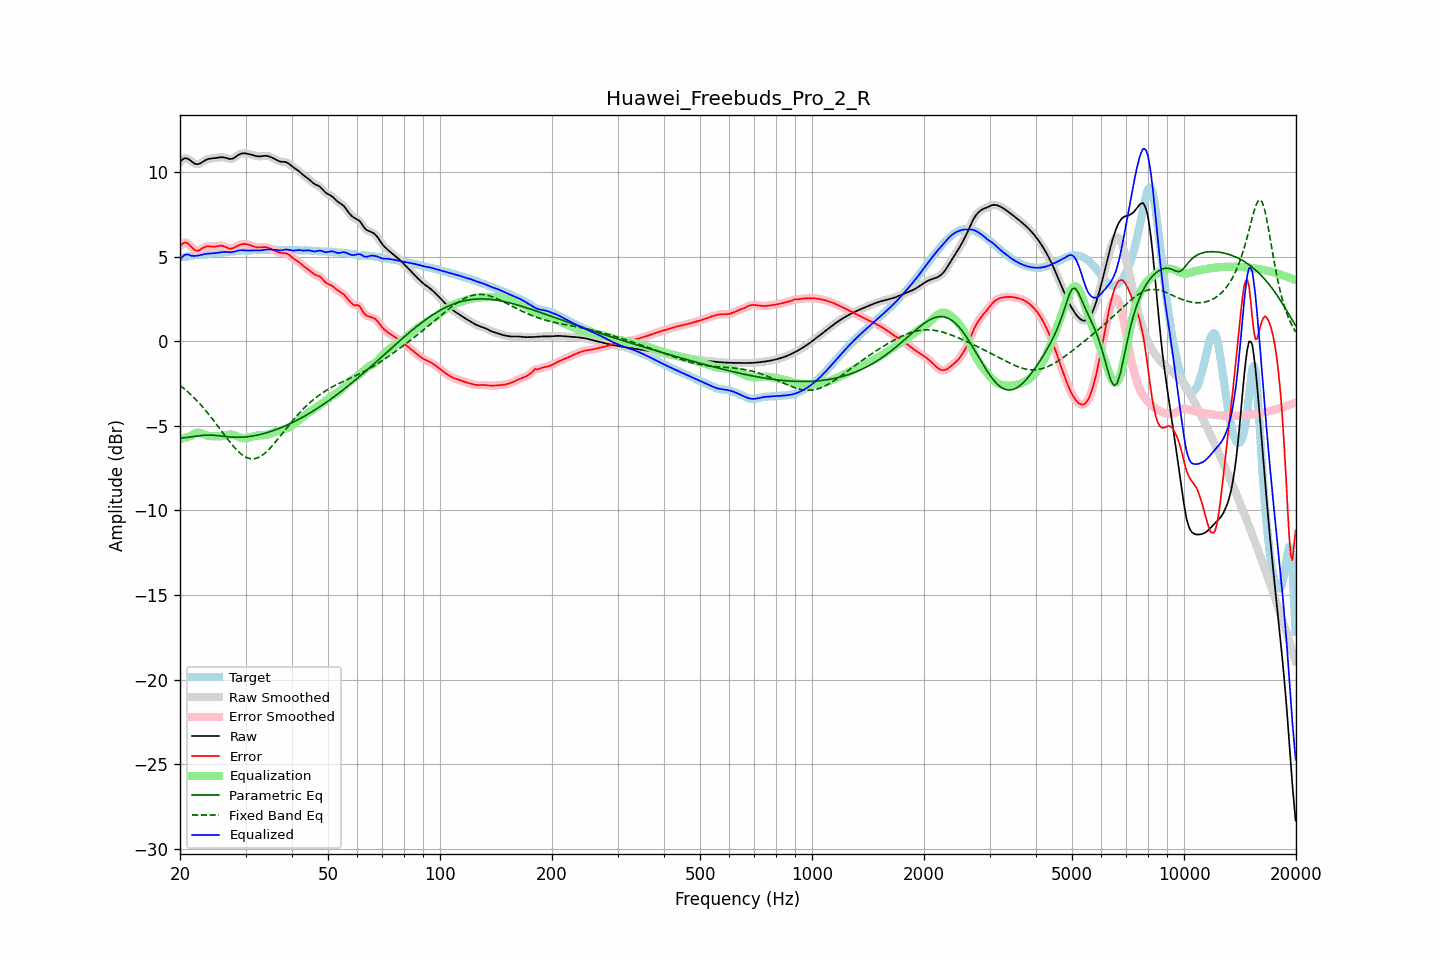 Huawei_Freebuds_Pro_2_R
Amplitude (dBr)
10
5
0
−5
−10
−15
−20
−25
−30
Target
Raw Smoothed
Error Smoothed
Raw
Error
Equalization
Parametric Eq
Fixed Band Eq
Equalized
20 50 100 200 500 1000 2000 5000 10000 20000
Frequency (Hz)